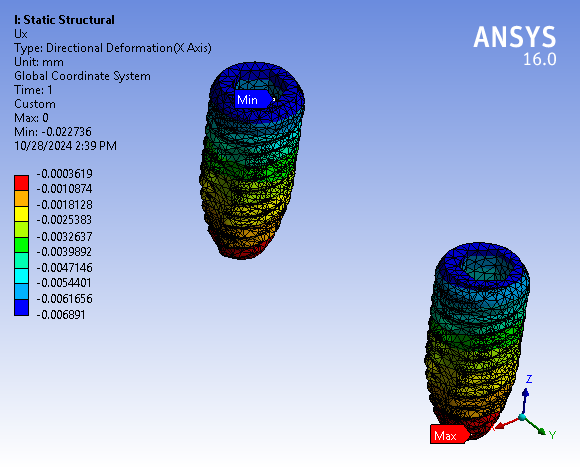 I: Static Structural
Ux
Type: Directional Deformation(X Axis)
Unit: mm
Global Coordinate System
Time: 1
Custom
Max: 0
Min: -0.022736
10/28/2024 2:39 PM
ANSYS
16.0
-0.0003619
-0.0010874
-0.0018128
-0.0025383
-0.0032637
-0.0039892
-0.0047146
-0.0054401
-0.0061656
-0.006891
Min
Max
Z
X
Y